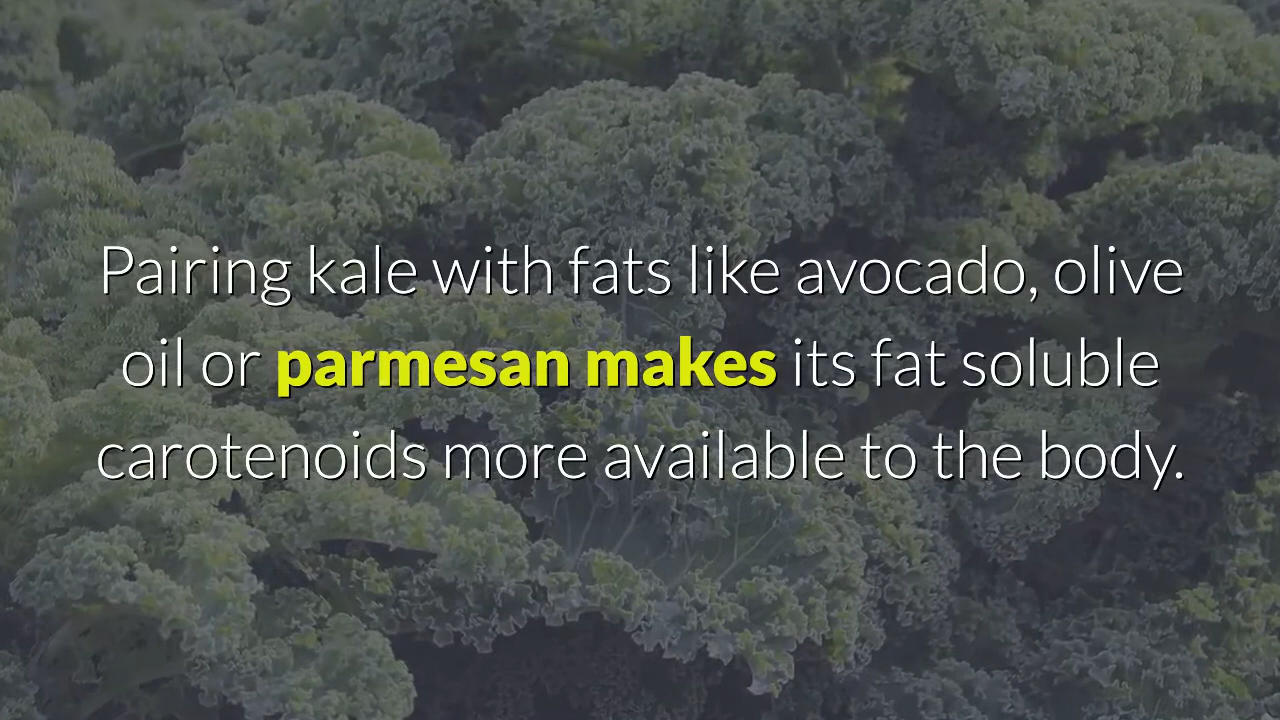 Pairing kale with fats like avocado, olive
oil or parmesan makes its fat soluble
carotenoids more available to the body.